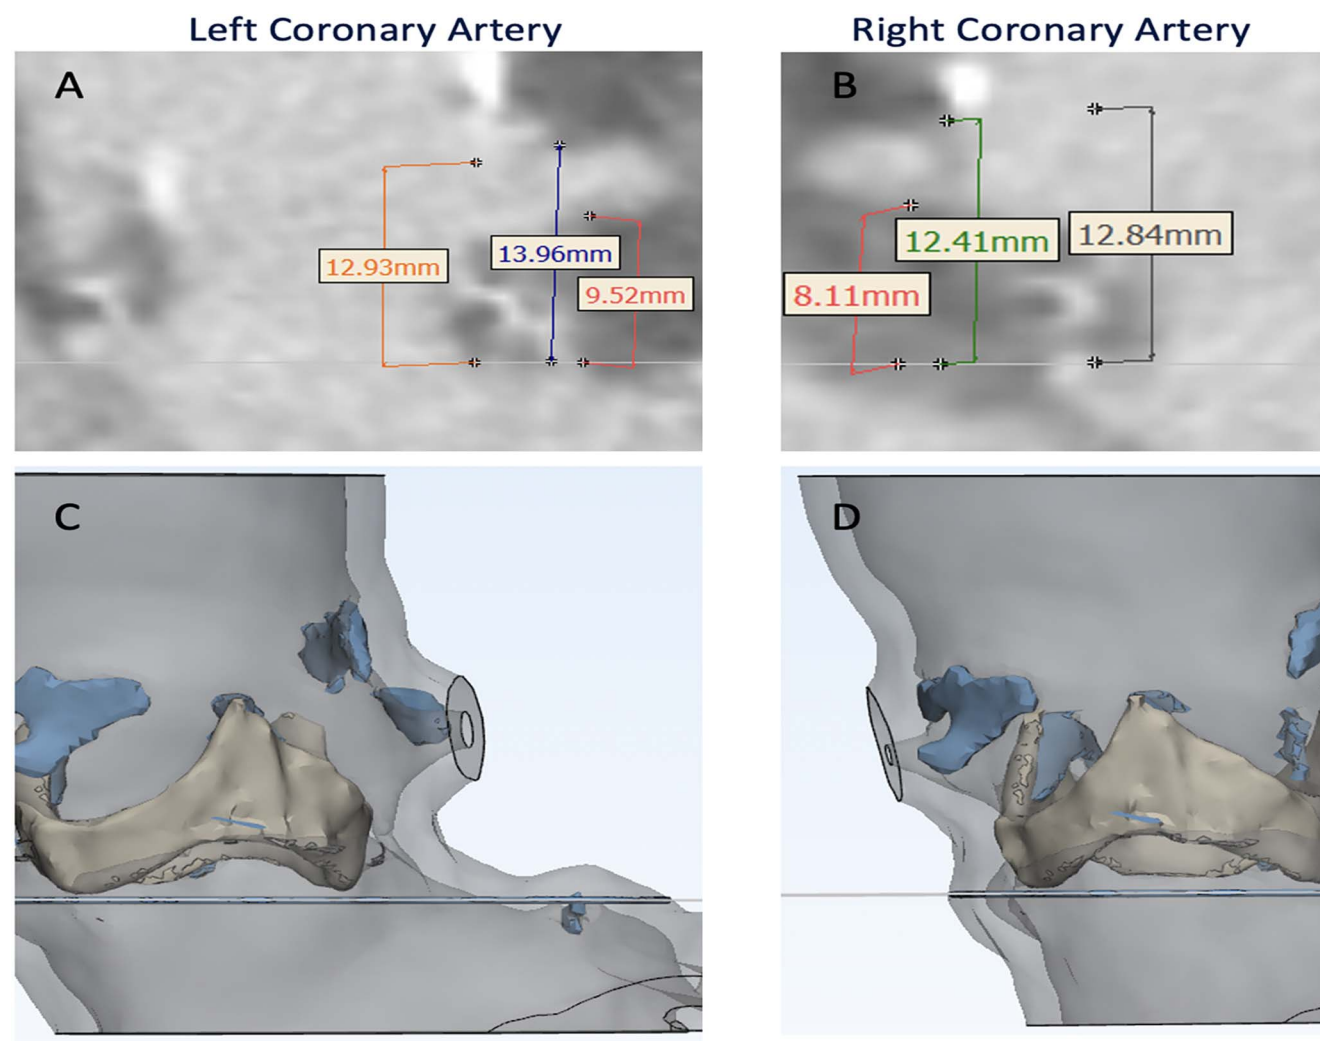 Left Coronary Artery
Right Coronary Artery
A
B
12.93mm
13.96mm
9.52mm
8.11mm
12.41mm
12.84mm
C
D